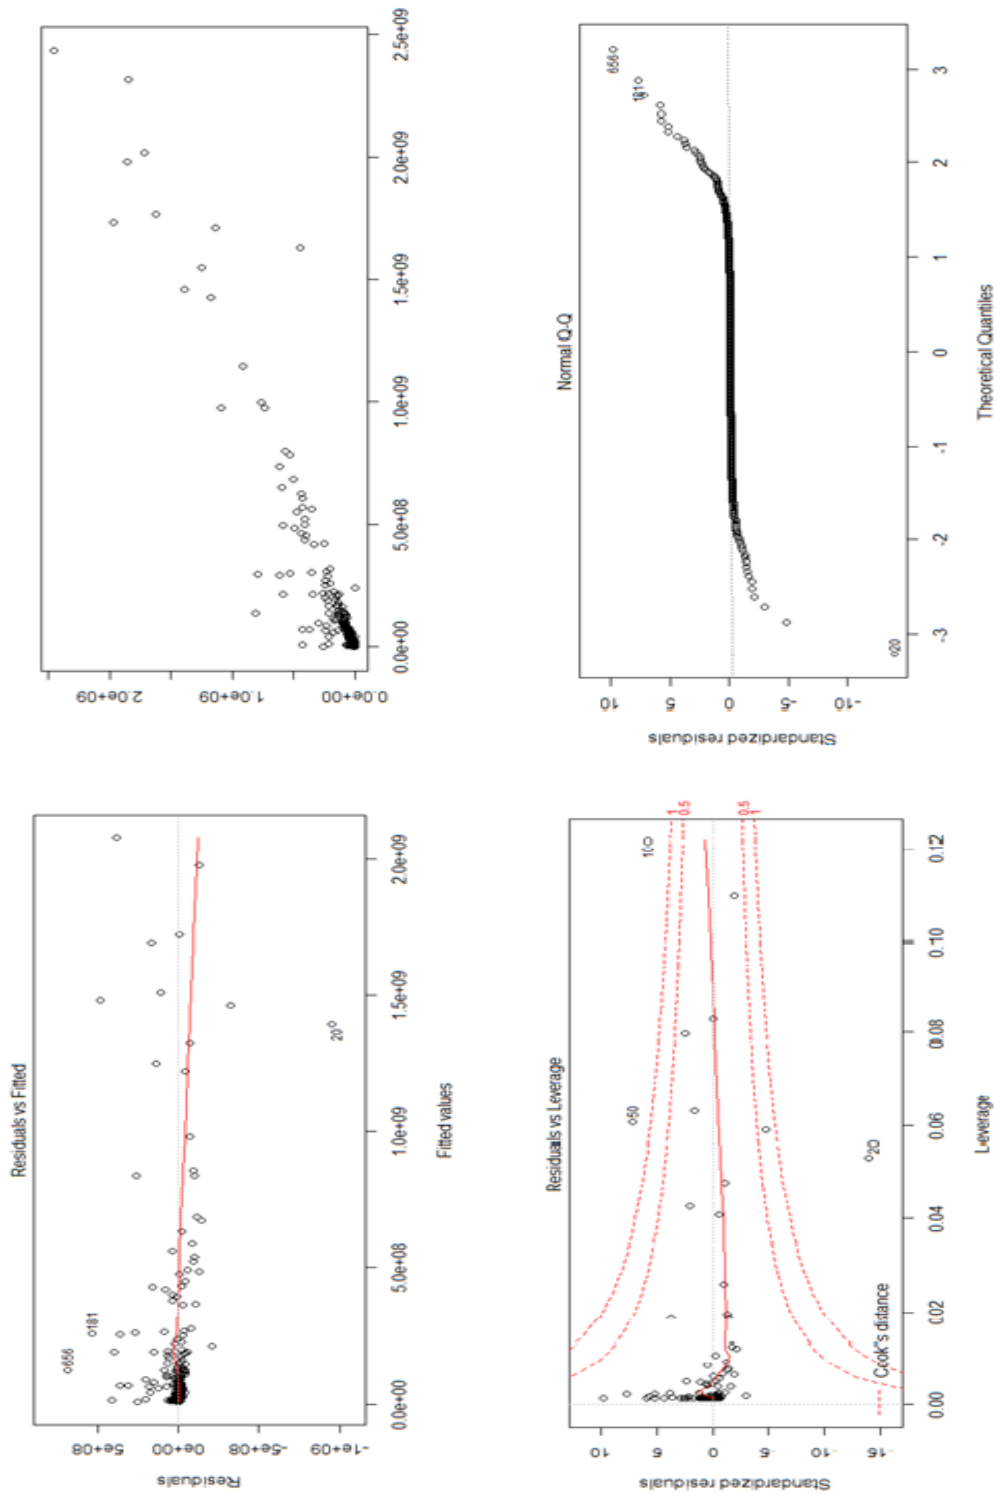 Residuals vs Fitted
Residuals
5e+08
0e+00
-5e+08
-1e+09
656
181
20
0.0e+00
5.0e+08
1.0e+09
1.5e+09
2.0e+09
Fitted values
2.0e+09
1.0e+09
0.0e+00
0.0e+00
5.0e+08
1.0e+09
1.5e+09
2.0e+09
2.5e+09
Residuals vs Leverage
Standardized residuals
10
5
0
-5
-10
-15
50
10
20
1
0.5
0.5
1
Cook"s distance
0.00
0.02
0.04
0.06
0.08
0.10
0.12
Leverage
Normal Q-Q
Standardized residuals
10
5
0
-5
-10
656
181
20
-3
-2
-1
0
1
2
3
Theoretical Quantiles